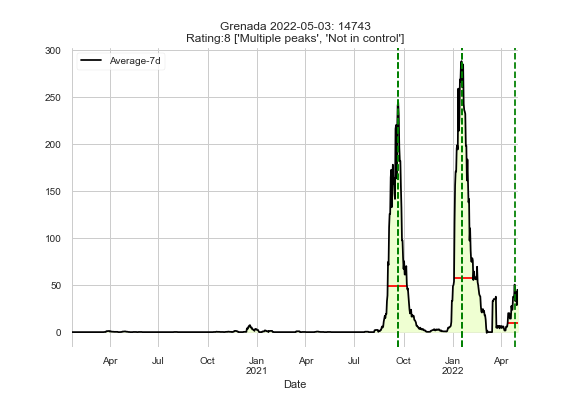 Grenada 2022-05-03: 14743
Rating:8 ['Multiple peaks', 'Not in control']
Average-7d
300
250
200
150
100
50
0
Apr Jul Oct Jan Apr Jul Oct Jan Apr
2021 2022
Date